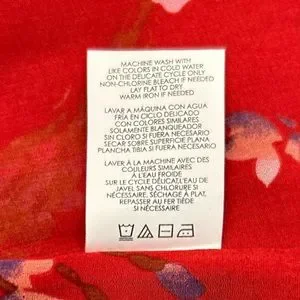 MACHINE WASH WITH
LIKE COLORS IN COLD WATER
ON THE DELICATE CYCLE ONLY
NON-CHLORINE BLEACH IF NEEDED
LAY FLAT TO DRY
WARM IRON IF NEEDED
LAVAR A MAQUINA CON AGUA
FRIA EN CICLO DELICADO
CON COLORES SIMILARES
SOLAMENTE BLANQUEADOR
SIN CLORO SI FUERA NECESARIO
SECAR SOBRE SUPERFICIE PLANA
PLANCHA TIBIA SI FUERA NECESARIO
LAVER À LA MACHINE AVEC DES
COULEURS SIMILAIRES
À L'EAU FROIDE
SUR LE CYCLE DÉLICAT,L'EAU DE
JAVEL SANS CHLORURE SI
NÉCESSAIRE, SÉCHAGE À PLAT,
REPASSER AU FER TIÈDE
SI NÉCESSAIRE